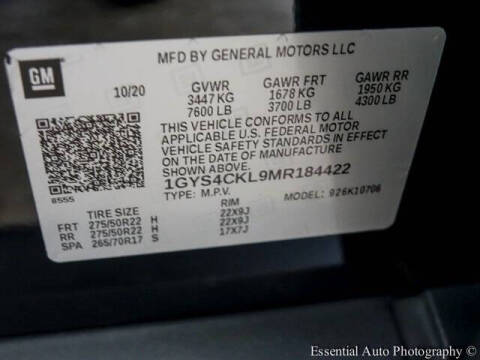 GM
MFD BY GENERAL MOTORS LLC
10/20 GVWR GAWR FRT GAWR RR
3447 KG 1678 KG 1950 KG
7600 LB 3700 LB 4300 LB
THIS VEHICLE CONFORMS TO ALL
APPLICABLE U.S. FEDERAL MOTOR
VEHICLE SAFETY STANDARDS IN EFFECT
ON THE DATE OF MANUFACTURE SHOWN ABOVE.
1GYS4CKL9MR184422
TYPE: M.P.V. MODEL: 926K10706
8555
TIRE SIZE RIM
FRT 275/50R22 H 22X9J
RR 275/50R22 H 22X9J
SPA 265/70R17 S 17X7J
Essential Auto Photography ©